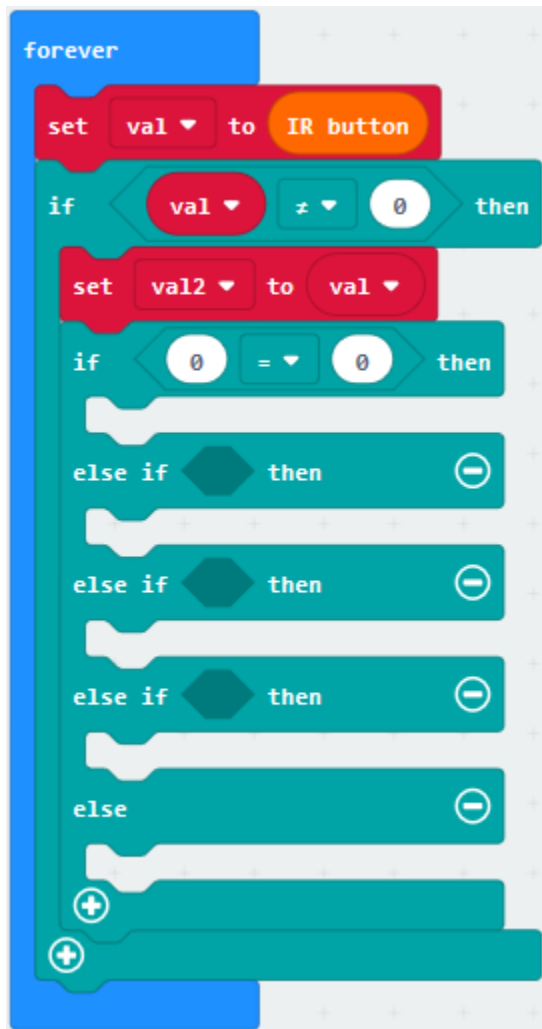 forever
set val to IR button
if val ≠ 0 then
set val2 to val
if 0 = 0 then
else if then
else if then
else if then
else